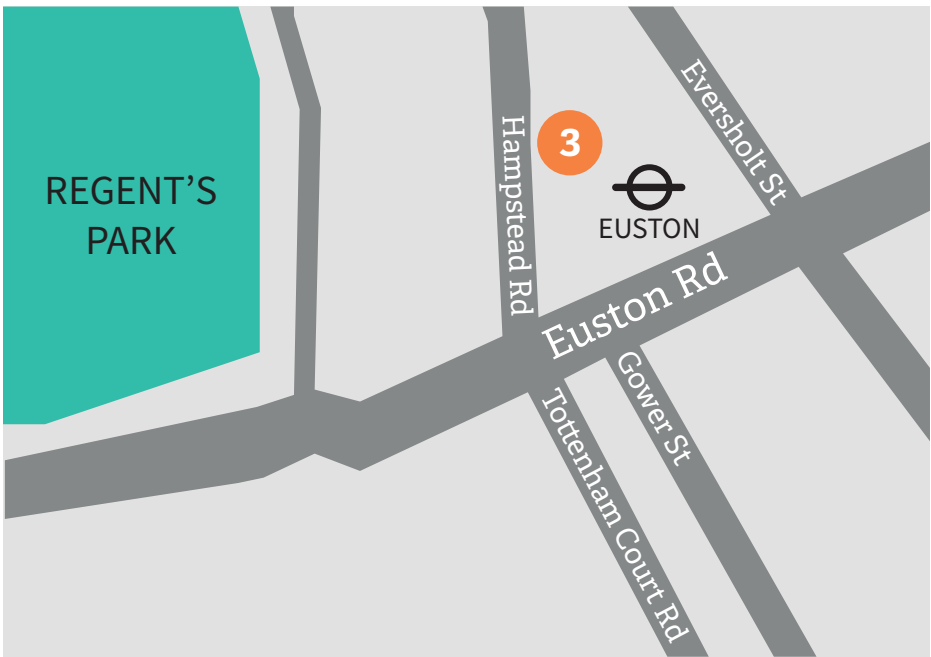 REGENT’S
PARK
Hampstead Rd
3
EUSTON
Eversholt St
Euston Rd
Gower St
Tottenham Court Rd